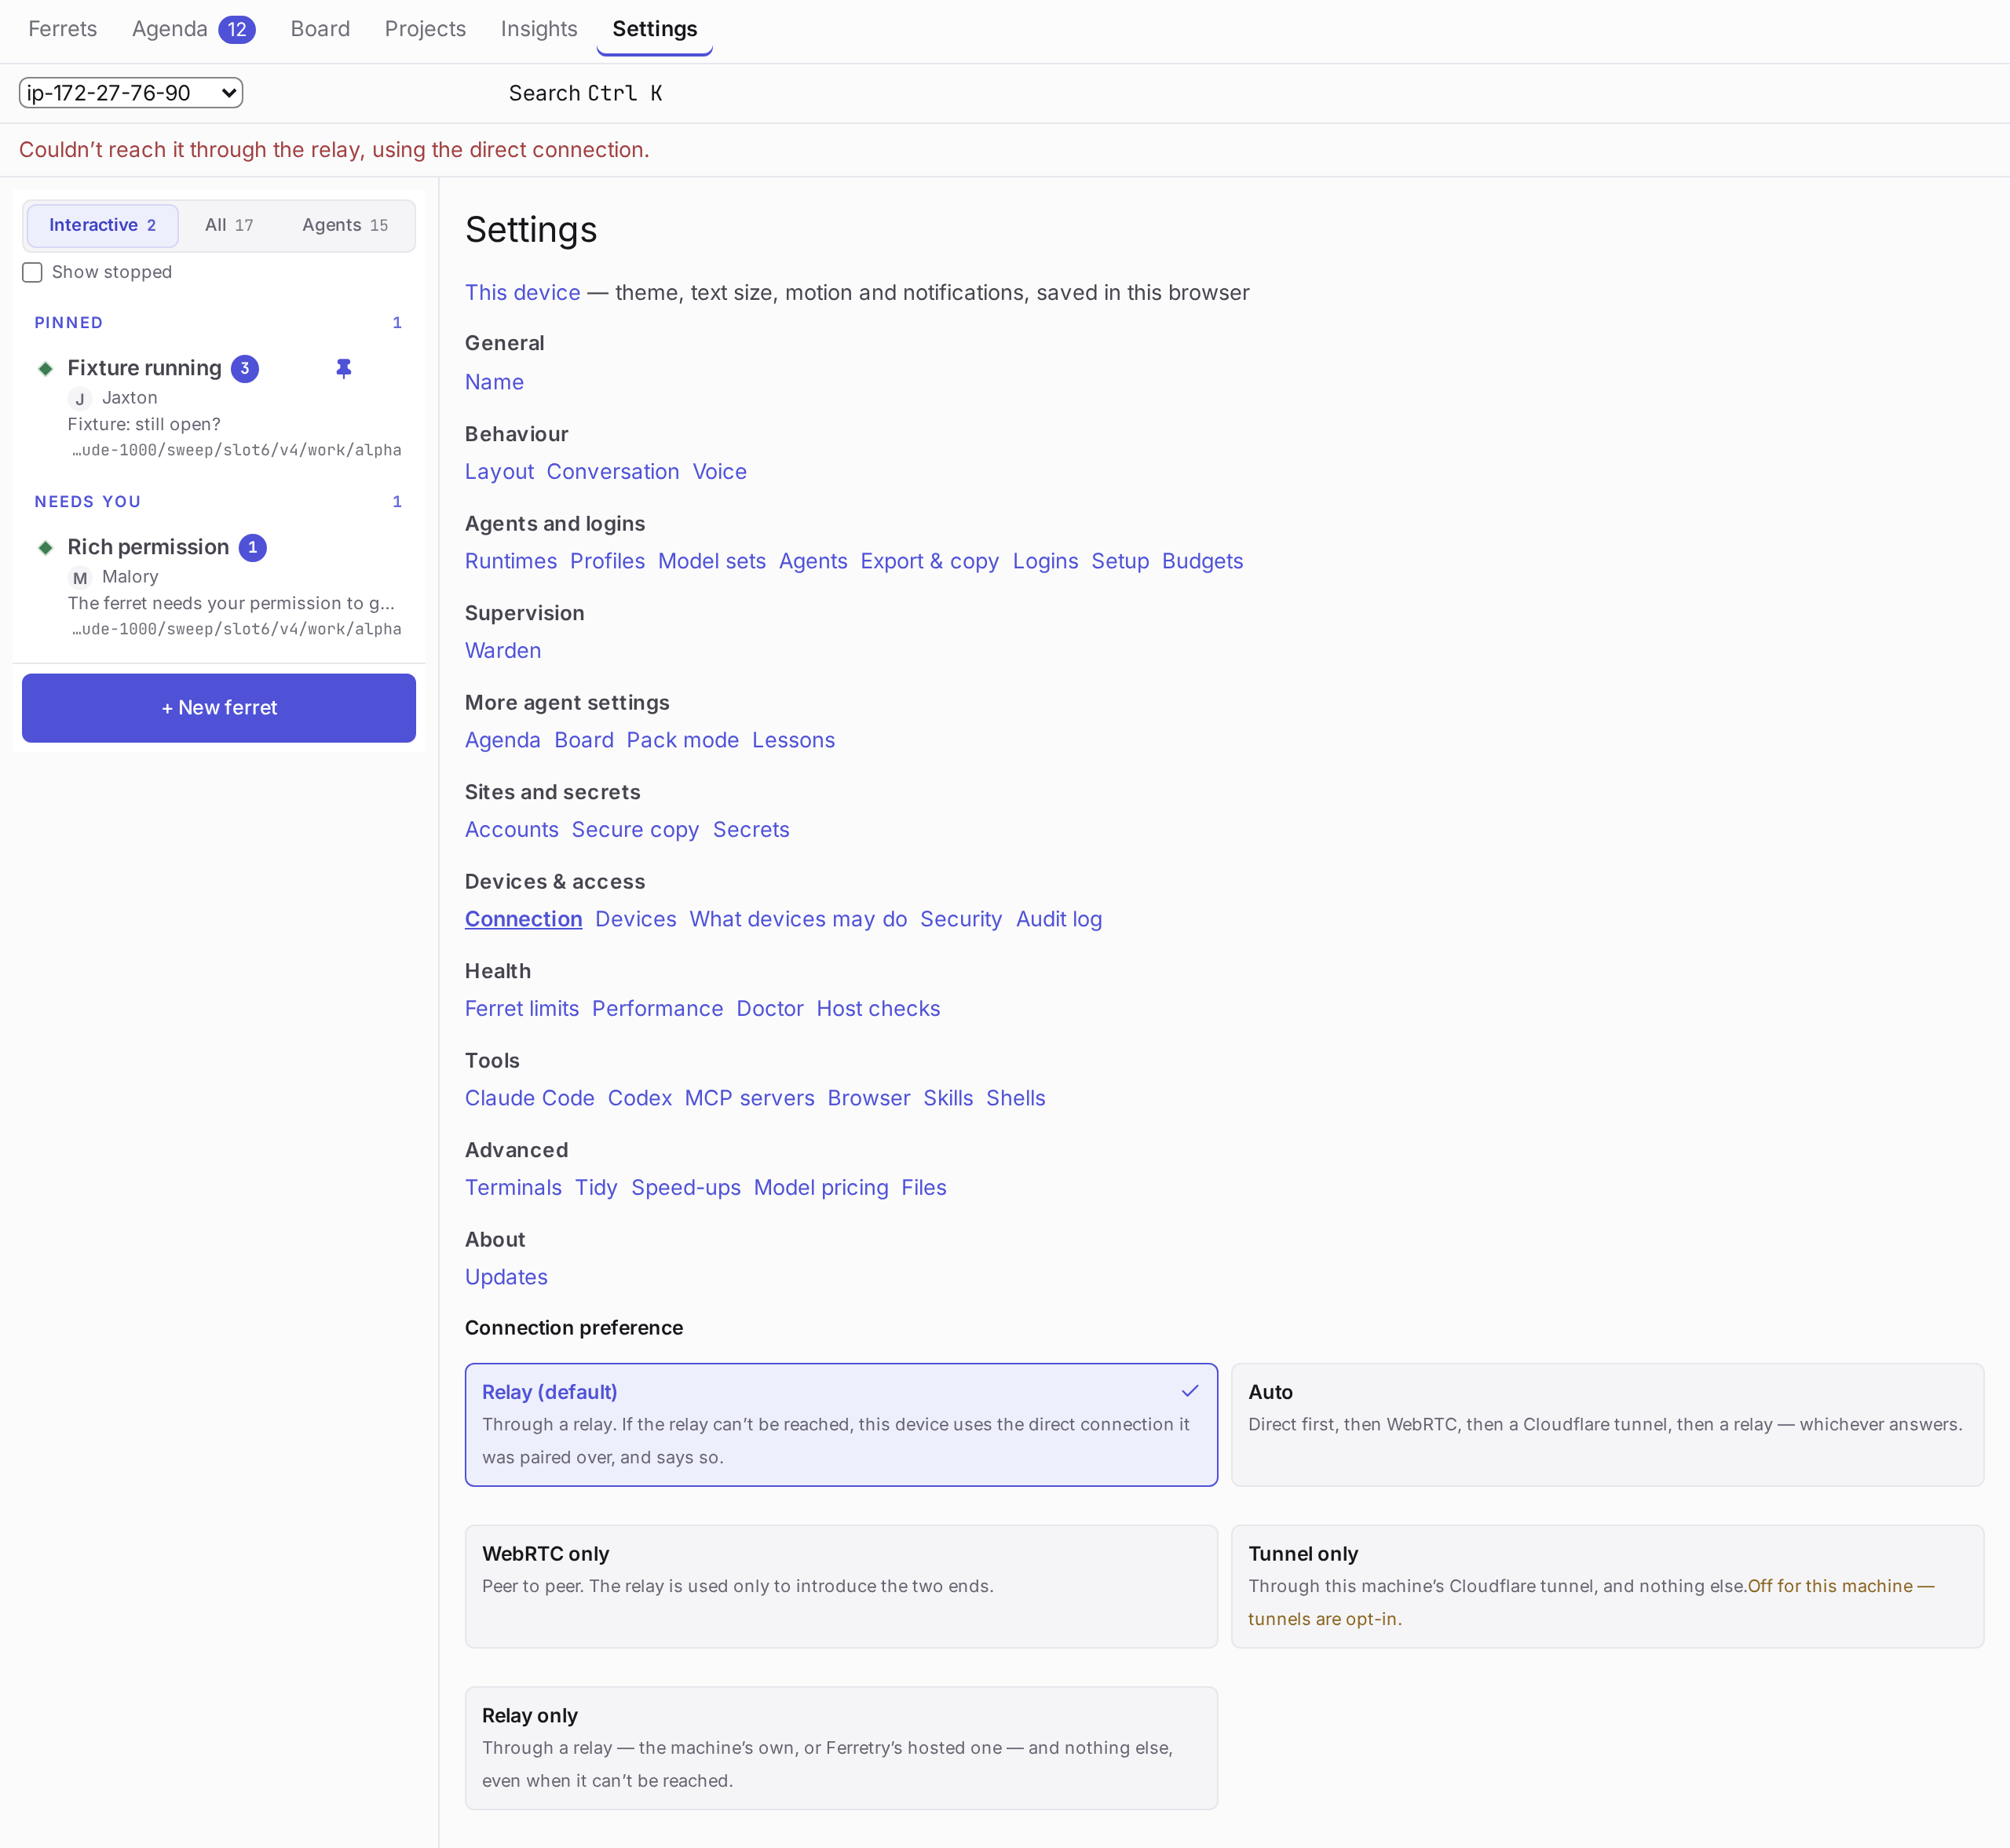 Ferrets Agenda 12 Board Projects Insights Settings
ip-172-27-76-90 Search Ctrl K
Couldn’t reach it through the relay, using the direct connection.
Interactive 2 All 17 Agents 15
Show stopped
PINNED 1
Fixture running 3
J Jaxton
Fixture: still open?
…ude-1000/sweep/slot6/v4/work/alpha
NEEDS YOU 1
Rich permission 1
M Malory
The ferret needs your permission to g…
…ude-1000/sweep/slot6/v4/work/alpha
+ New ferret
Settings
This device — theme, text size, motion and notifications, saved in this browser
General
Name
Behaviour
Layout Conversation Voice
Agents and logins
Runtimes Profiles Model sets Agents Export & copy Logins Setup Budgets
Supervision
Warden
More agent settings
Agenda Board Pack mode Lessons
Sites and secrets
Accounts Secure copy Secrets
Devices & access
Connection Devices What devices may do Security Audit log
Health
Ferret limits Performance Doctor Host checks
Tools
Claude Code Codex MCP servers Browser Skills Shells
Advanced
Terminals Tidy Speed-ups Model pricing Files
About
Updates
Connection preference
Relay (default)
Through a relay. If the relay can’t be reached, this device uses the direct connection it
was paired over, and says so.
Auto
Direct first, then WebRTC, then a Cloudflare tunnel, then a relay — whichever answers.
WebRTC only
Peer to peer. The relay is used only to introduce the two ends.
Tunnel only
Through this machine’s Cloudflare tunnel, and nothing else.Off for this machine —
tunnels are opt-in.
Relay only
Through a relay — the machine’s own, or Ferretry’s hosted one — and nothing else,
even when it can’t be reached.